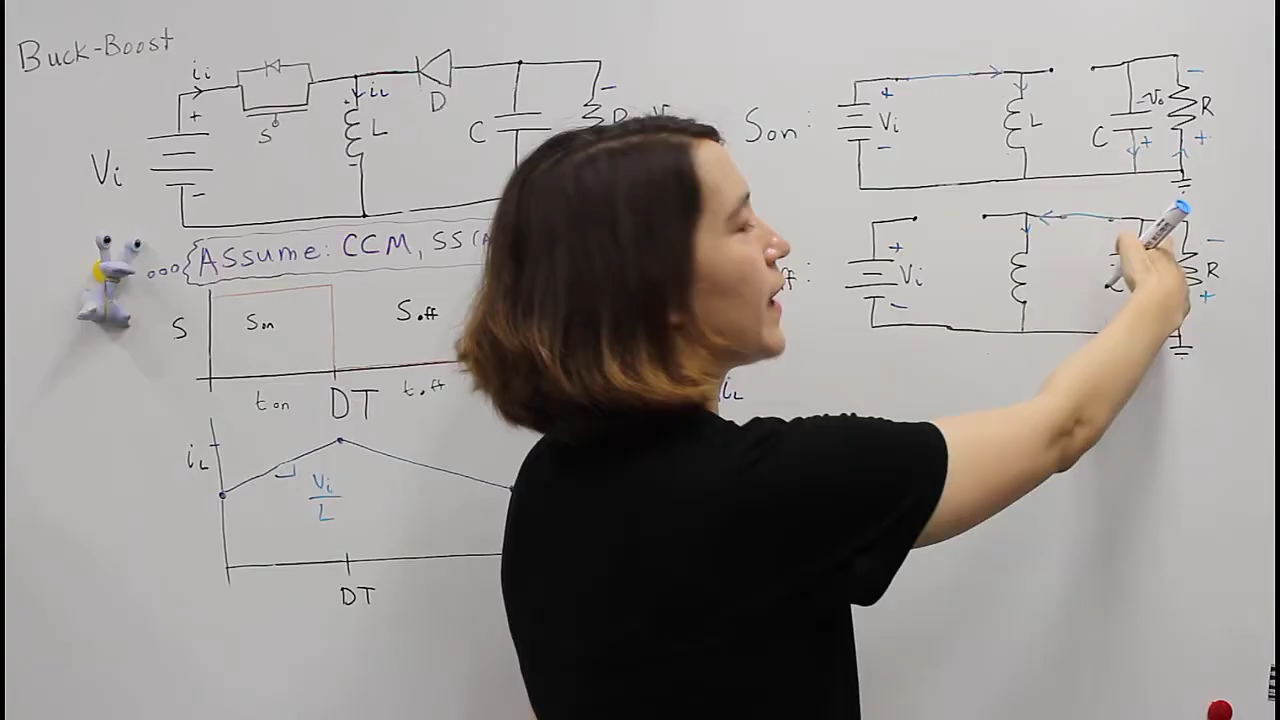 Buck-Boost
ii
+
Vi
-
S
iL
L
D
C
-
R
Assume: CCM, SS
S
Son
Soff
ton
DT
toff
iL
Vi
L
DT
iL
Son:
+
Vi
-
L
C
-Vo
+
-
R
+
+
Vi
-
-
R
+